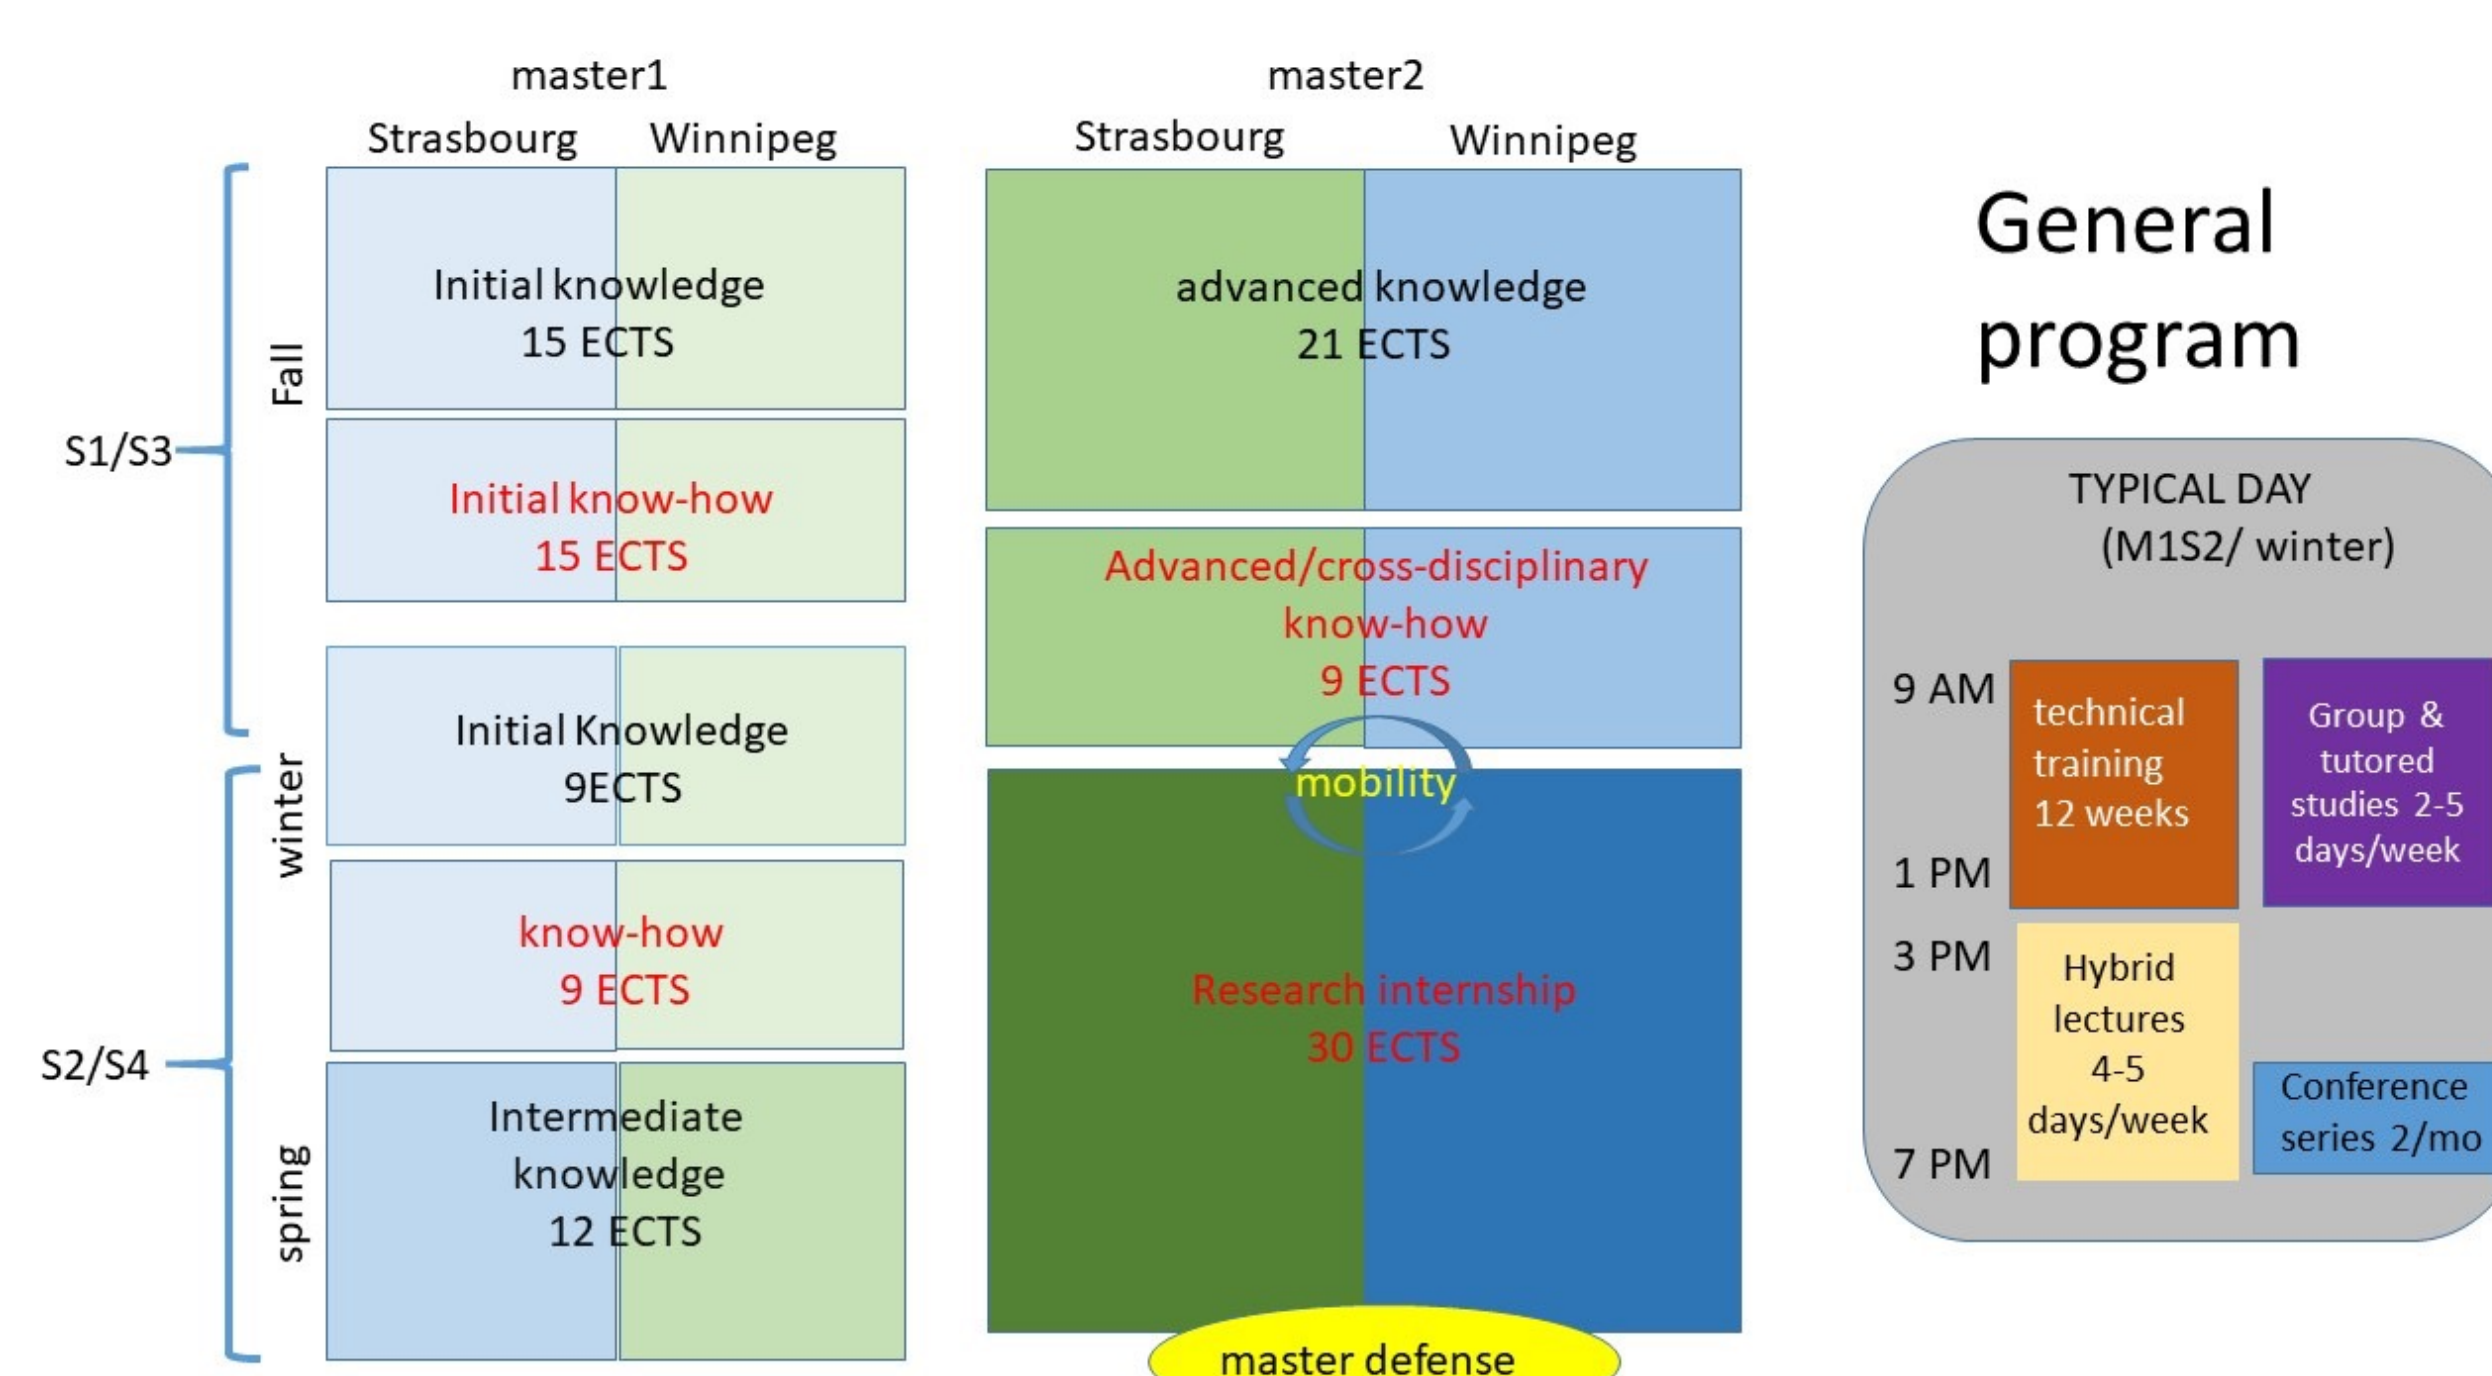 master1
Strasbourg Winnipeg
S1/S3
Fall
Initial knowledge
15 ECTS
Initial know-how
15 ECTS
winter
Initial Knowledge
9ECTS
S2/S4
know-how
9 ECTS
spring
Intermediate
knowledge
12 ECTS
master2
Strasbourg Winnipeg
advanced knowledge
21 ECTS
Advanced/cross-disciplinary
know-how
9 ECTS
mobility
Research internship
30 ECTS
master defense
General
program
TYPICAL DAY
(M1S2/ winter)
9 AM
technical
training
12 weeks
1 PM
Group &
tutored
studies 2-5
days/week
3 PM
Hybrid
lectures
4-5
days/week
7 PM
Conference
series 2/mo